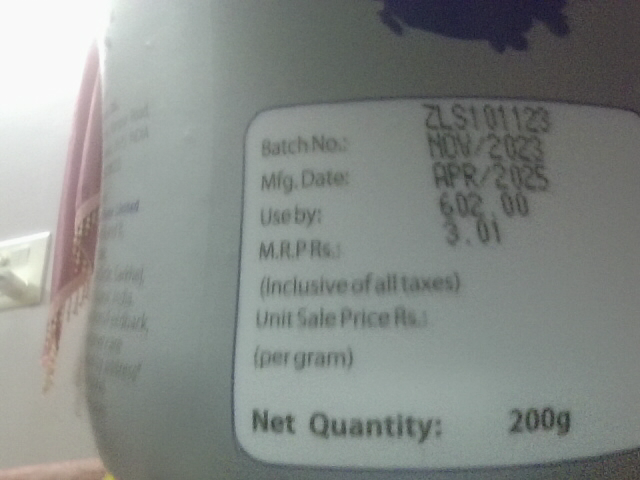 ZLS101123
Batch No.: NOV/2023
Mfg. Date: APR/2025
Use by: 602.00
M.R.P Rs.: 3.01
(Inclusive of all taxes)
Unit Sale Price Rs.:
(per gram)
Net Quantity: 200g